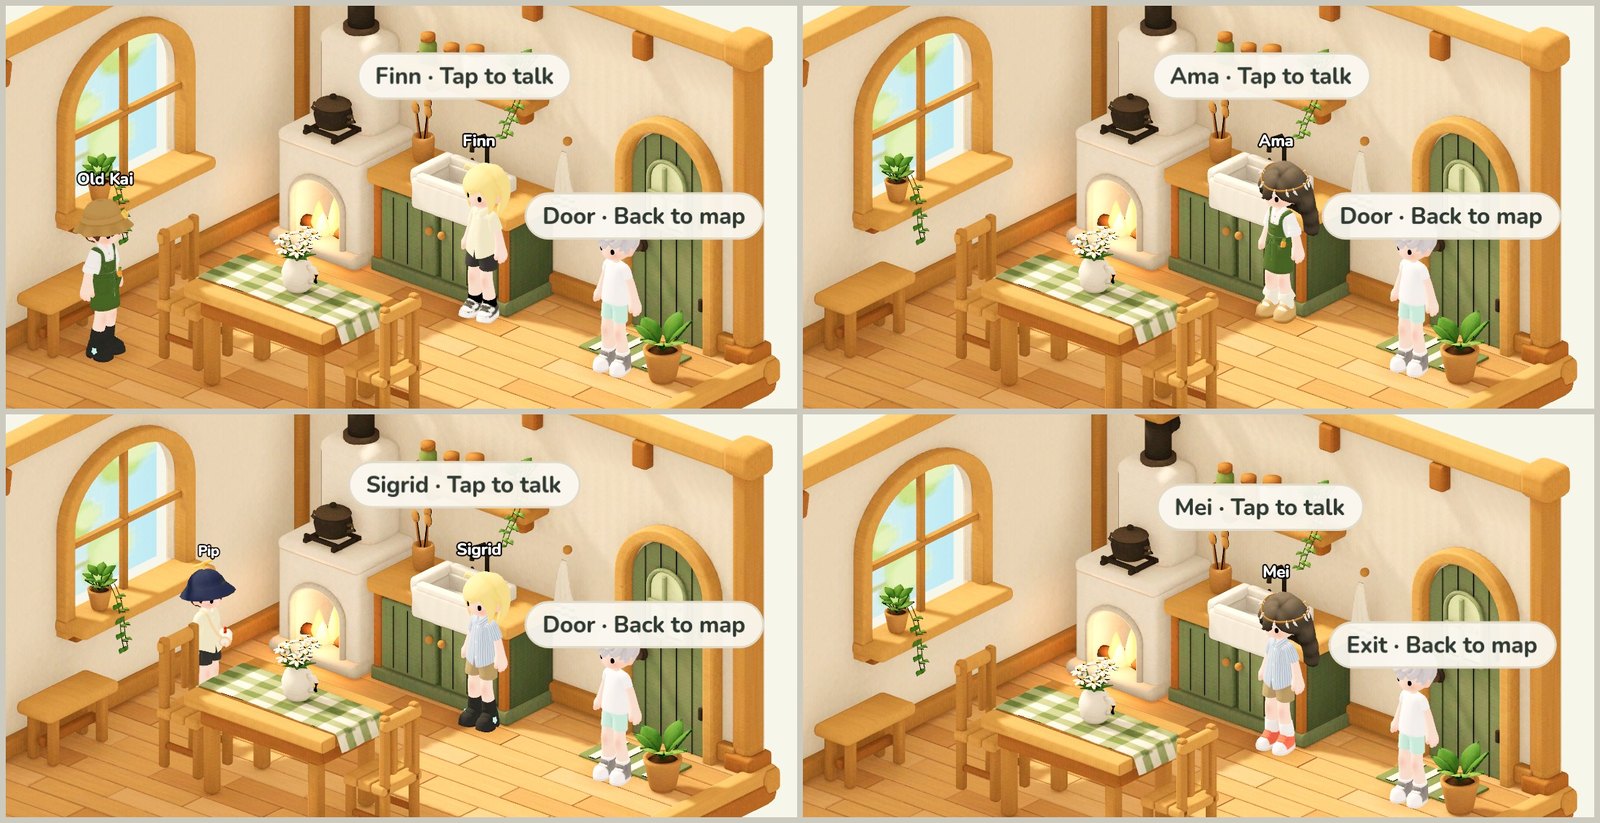 Finn · Tap to talk
Finn
Old Kai
Door · Back to map
Ama · Tap to talk
Ama
Door · Back to map
Sigrid · Tap to talk
Sigrid
Pip
Door · Back to map
Mei · Tap to talk
Mei
Exit · Back to map